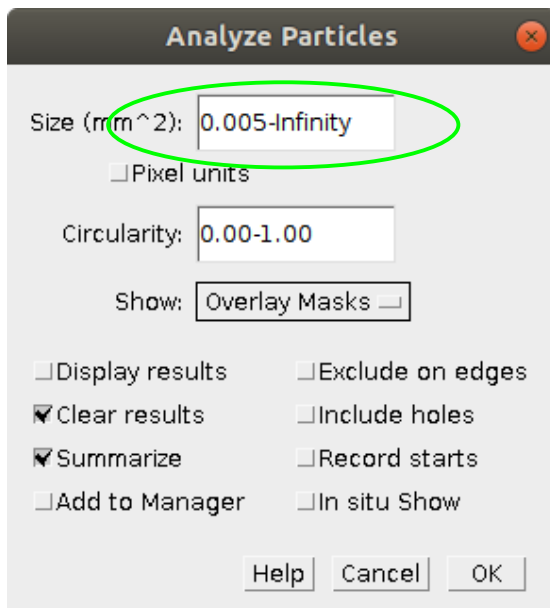 Analyze Particles
Size (mm^2): 0.005-Infinity
Pixel units
Circularity: 0.00-1.00
Show: Overlay Masks
Display results Exclude on edges
Clear results Include holes
Summarize Record starts
Add to Manager In situ Show
Help Cancel OK